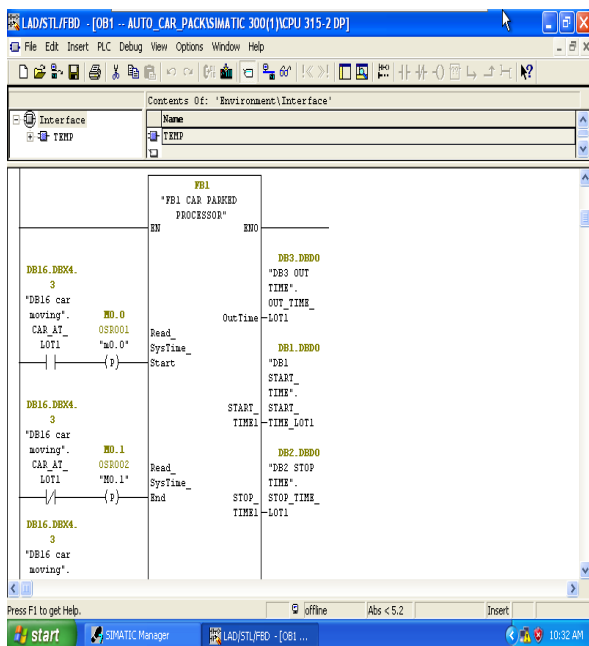 LAD/STL/FBD - [OB1 -- AUTO_CAR_PACK\SIMATIC 300(1)\CPU 315-2 DP]
File Edit Insert PLC Debug View Options Window Help
Contents Of: 'Environment\Interface'
Interface
TEMP
Name
TEMP
FB1
"FB1 CAR PARKED
PROCESSOR"
EN ENO
DB16.DBX4.
3
"DB16 car
moving".
CAR_AT_
LOT1
M0.0
OSR001
"m0.0"
(P)
Read_
SysTime_
Start
OutTime
DB3.DBD0
"DB3 OUT
TIME".
OUT_TIME_
LOT1
START_
TIME1
DB1.DBD0
"DB1
START_
TIME".
START_
TIME_LOT1
DB16.DBX4.
3
"DB16 car
moving".
CAR_AT_
LOT1
M0.1
OSR002
"M0.1"
(P)
Read_
SysTime_
End
STOP_
TIME1
DB2.DBD0
"DB2 STOP
TIME".
STOP_TIME_
LOT1
DB16.DBX4.
3
"DB16 car
moving".
Press F1 to get Help.
offline
Abs < 5.2
Insert
start
SIMATIC Manager
LAD/STL/FBD - [OB1 ...
10:32 AM